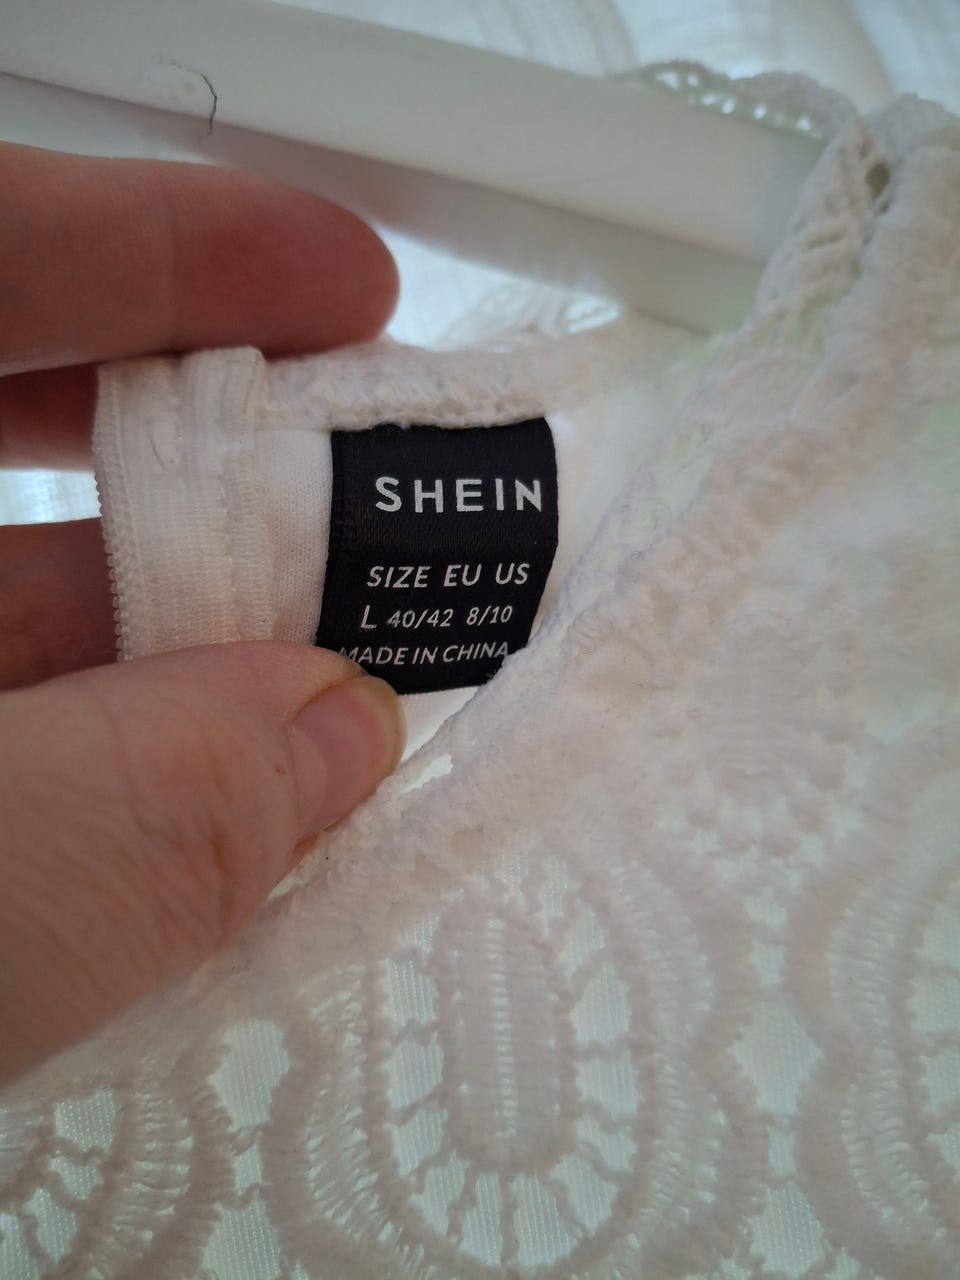 SHEIN
SIZE EU US
L 40/42 8/10
MADE IN CHINA